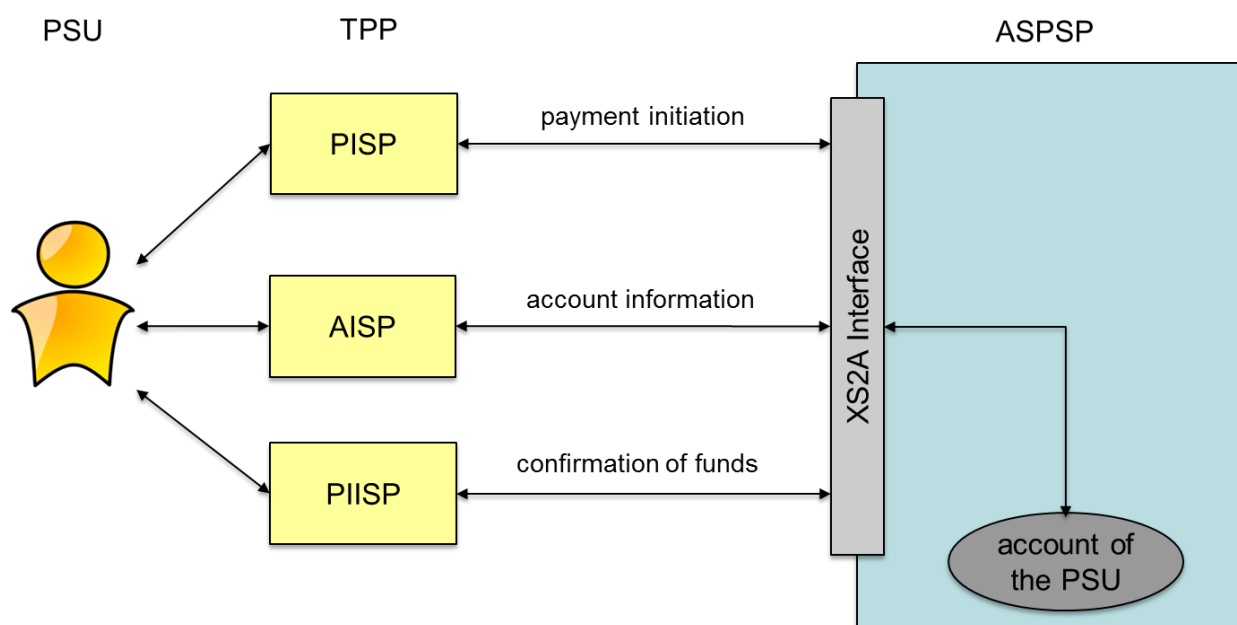 PSU
TPP
ASPSP
PISP
payment initiation
AISP
account information
XS2A Interface
PIISP
confirmation of funds
account of
the PSU